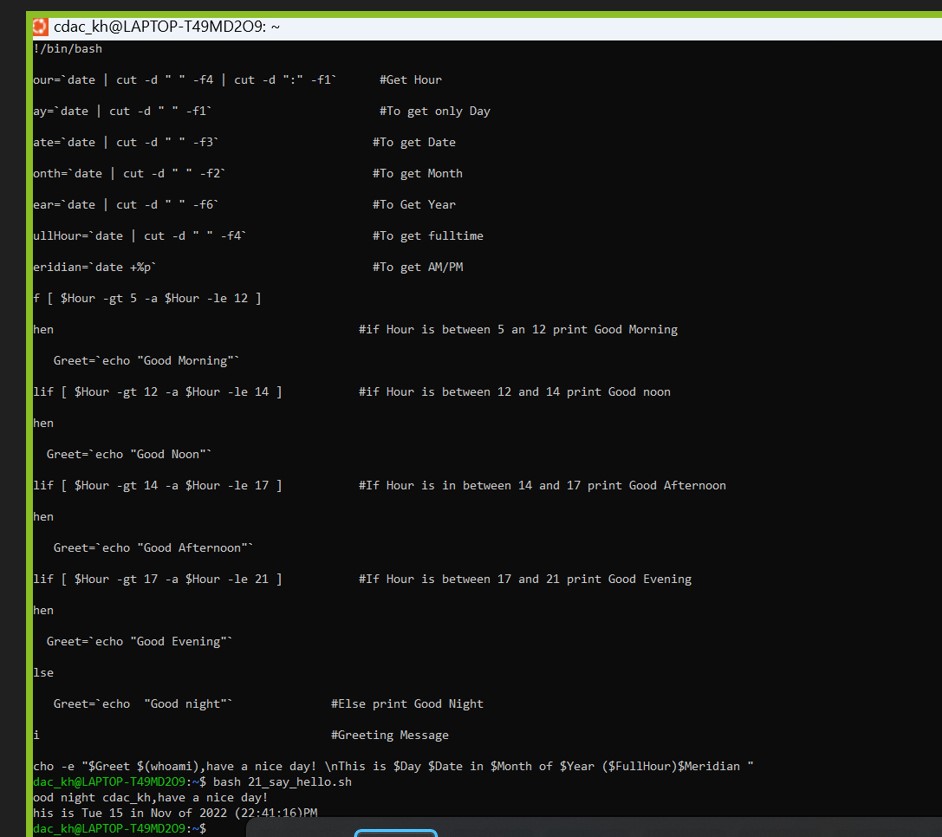 cdac_kh@LAPTOP-T49MD2O9: ~
!/bin/bash
our=`date | cut -d " " -f4 | cut -d ":" -f1`      #Get Hour
ay=`date | cut -d " " -f1`                        #To get only Day
ate=`date | cut -d " " -f3`                      #To get Date
onth=`date | cut -d " " -f2`                     #To get Month
ear=`date | cut -d " " -f6`                      #To Get Year
ullHour=`date | cut -d " " -f4`                  #To get fulltime
eridian=`date +%p`                               #To get AM/PM
f [ $Hour -gt 5 -a $Hour -le 12 ]
hen                                            #if Hour is between 5 an 12 print Good Morning
   Greet=`echo "Good Morning"`
lif [ $Hour -gt 12 -a $Hour -le 14 ]           #if Hour is between 12 and 14 print Good noon
hen
  Greet=`echo "Good Noon"`
lif [ $Hour -gt 14 -a $Hour -le 17 ]           #If Hour is in between 14 and 17 print Good Afternoon
hen
   Greet=`echo "Good Afternoon"`
lif [ $Hour -gt 17 -a $Hour -le 21 ]           #If Hour is between 17 and 21 print Good Evening
hen
  Greet=`echo "Good Evening"`
lse
   Greet=`echo  "Good night"`              #Else print Good Night
i                                          #Greeting Message
cho -e "$Greet $(whoami),have a nice day! \nThis is $Day $Date in $Month of $Year ($FullHour)$Meridian "
dac_kh@LAPTOP-T49MD2O9:~$ bash 21_say_hello.sh
ood night cdac_kh,have a nice day!
his is Tue 15 in Nov of 2022 (22:41:16)PM
dac_kh@LAPTOP-T49MD2O9:~$